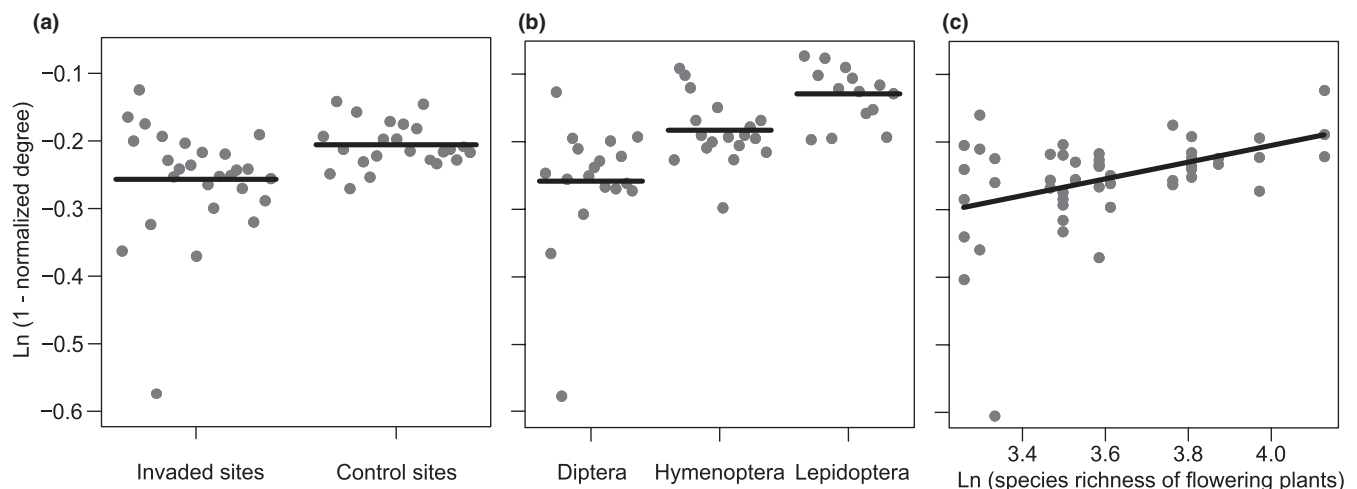 (a)
(b)
(c)
Ln (1 - normalized degree)
−0.1
−0.2
−0.3
−0.4
−0.5
−0.6
Invaded sites
Control sites
Diptera
Hymenoptera
Lepidoptera
3.4
3.6
3.8
4.0
Ln (species richness of flowering plants)